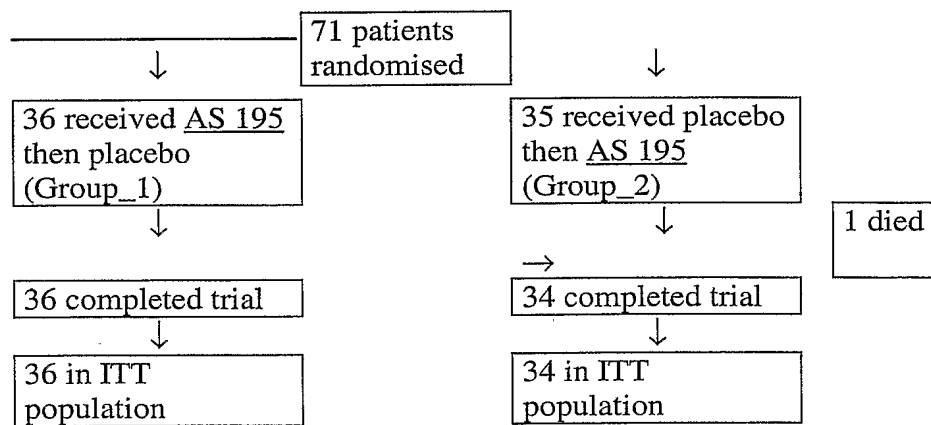 71 patients
randomised
36 received AS 195
then placebo
(Group_1)
35 received placebo
then AS 195
(Group_2)
1 died
36 completed trial
34 completed trial
36 in ITT
population
34 in ITT
population